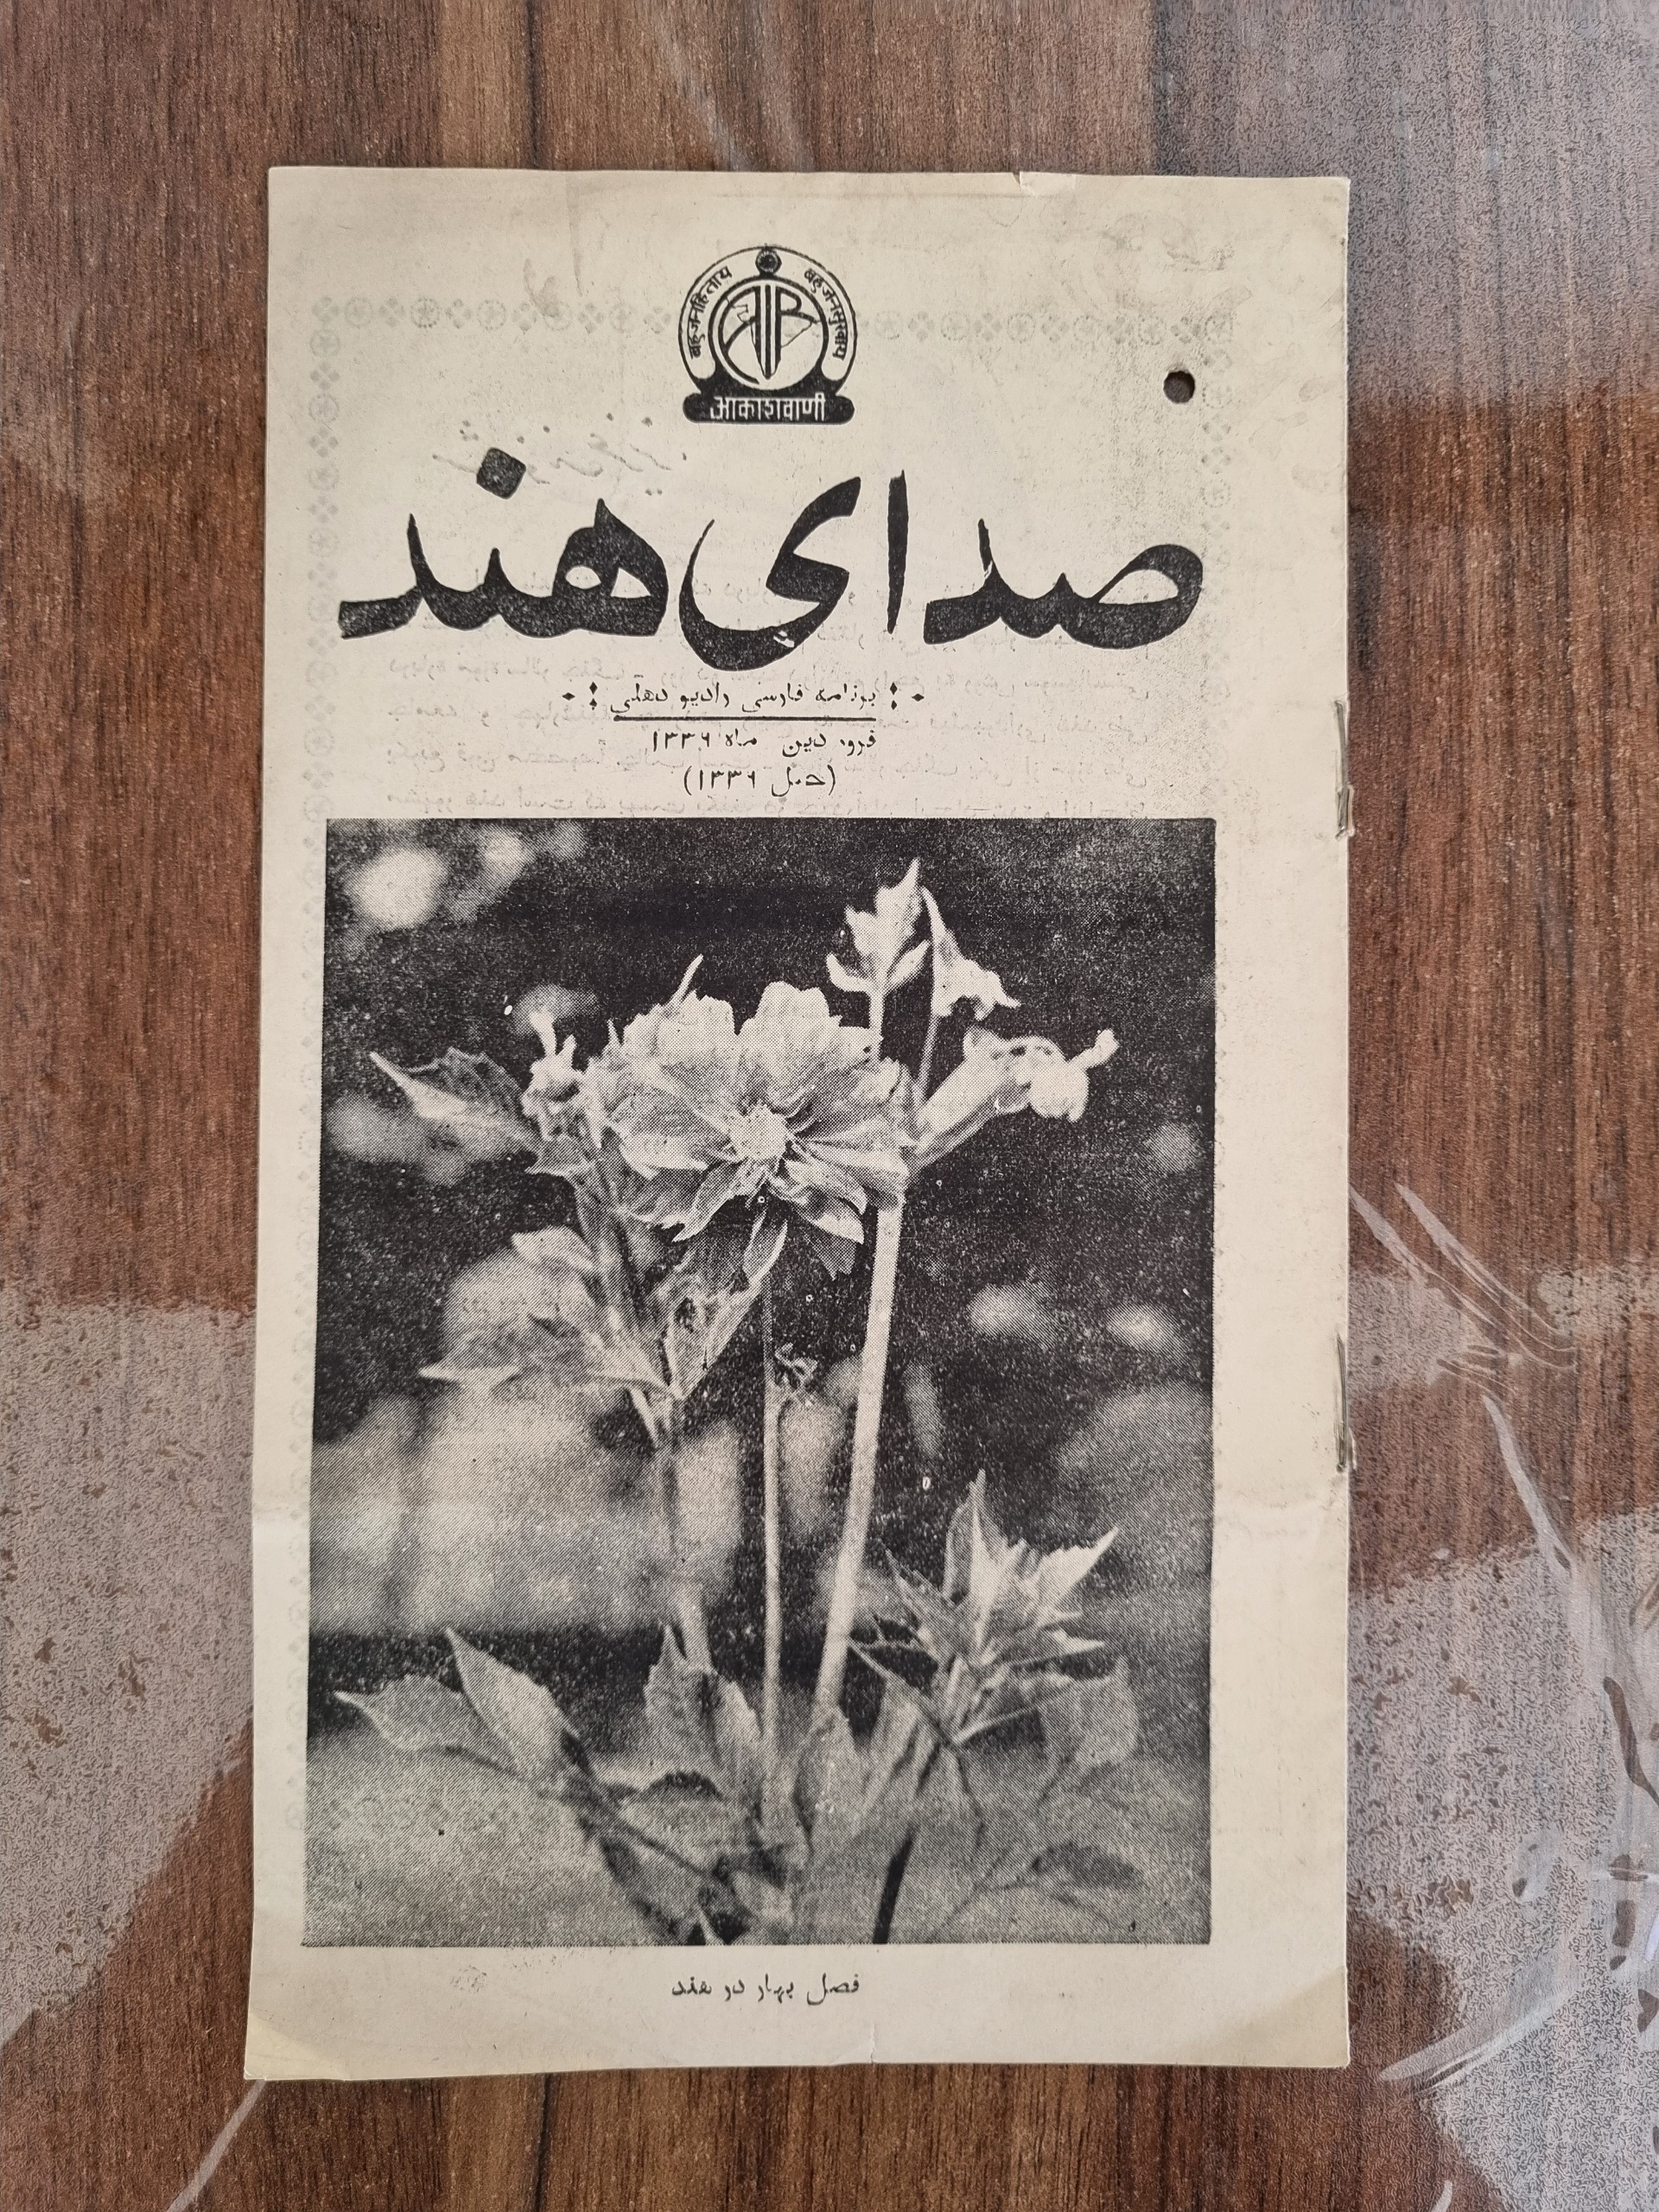 बहुजनहिताय बहुजनसुखाय
आकाशवाणी
صدای هند
برنامه فارسی رادیو دهلی
فروردین ماه ۱۳۳۶
(حمل ۱۳۳۶)
فصل بهار در هند